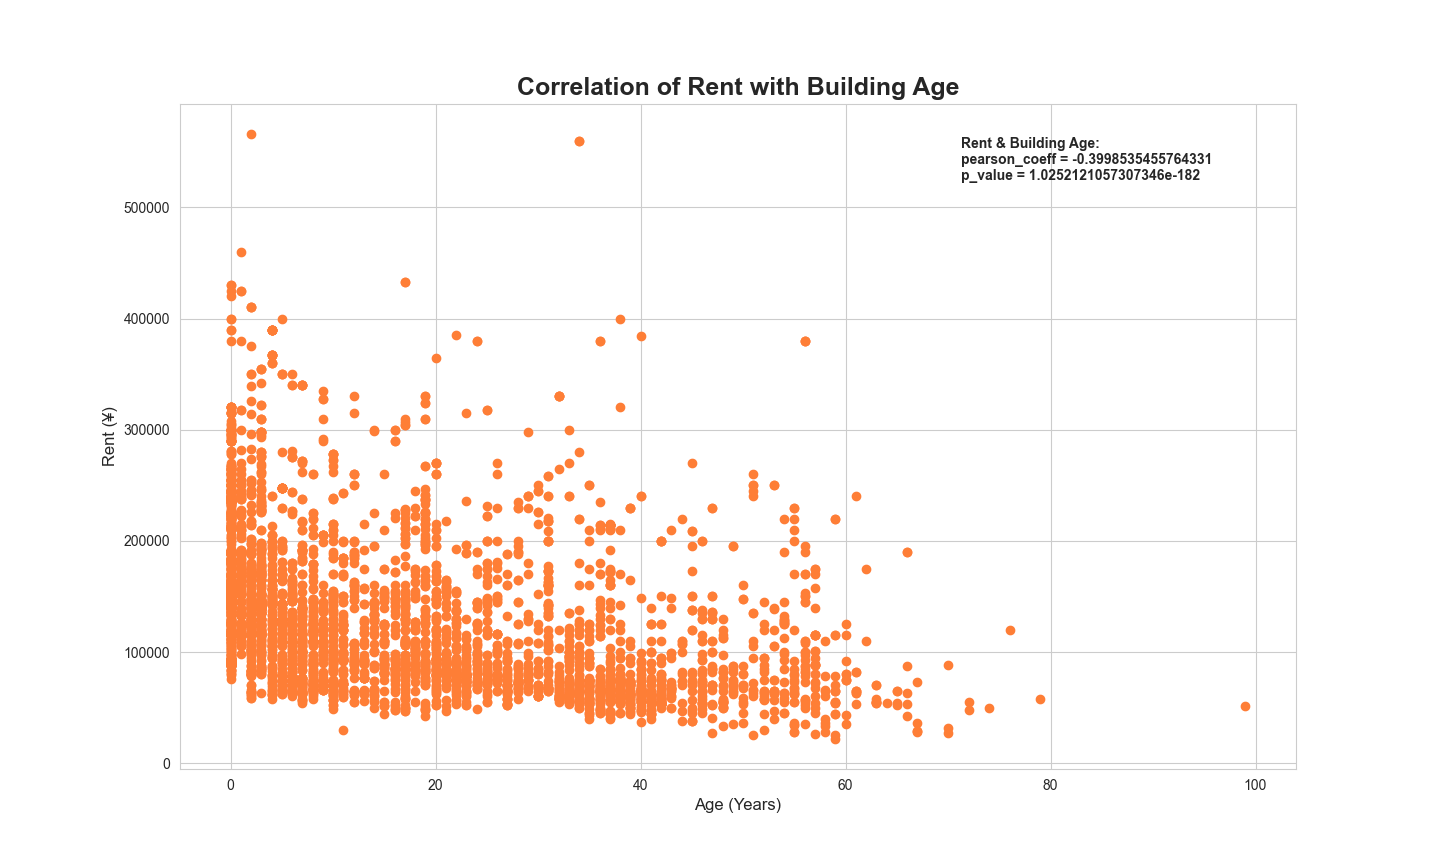 Correlation of Rent with Building Age
Rent & Building Age:
pearson_coeff = -0.3998535455764331
p_value = 1.0252121057307346e-182
Rent (¥)
500000
400000
300000
200000
100000
0
0 20 40 60 80 100
Age (Years)